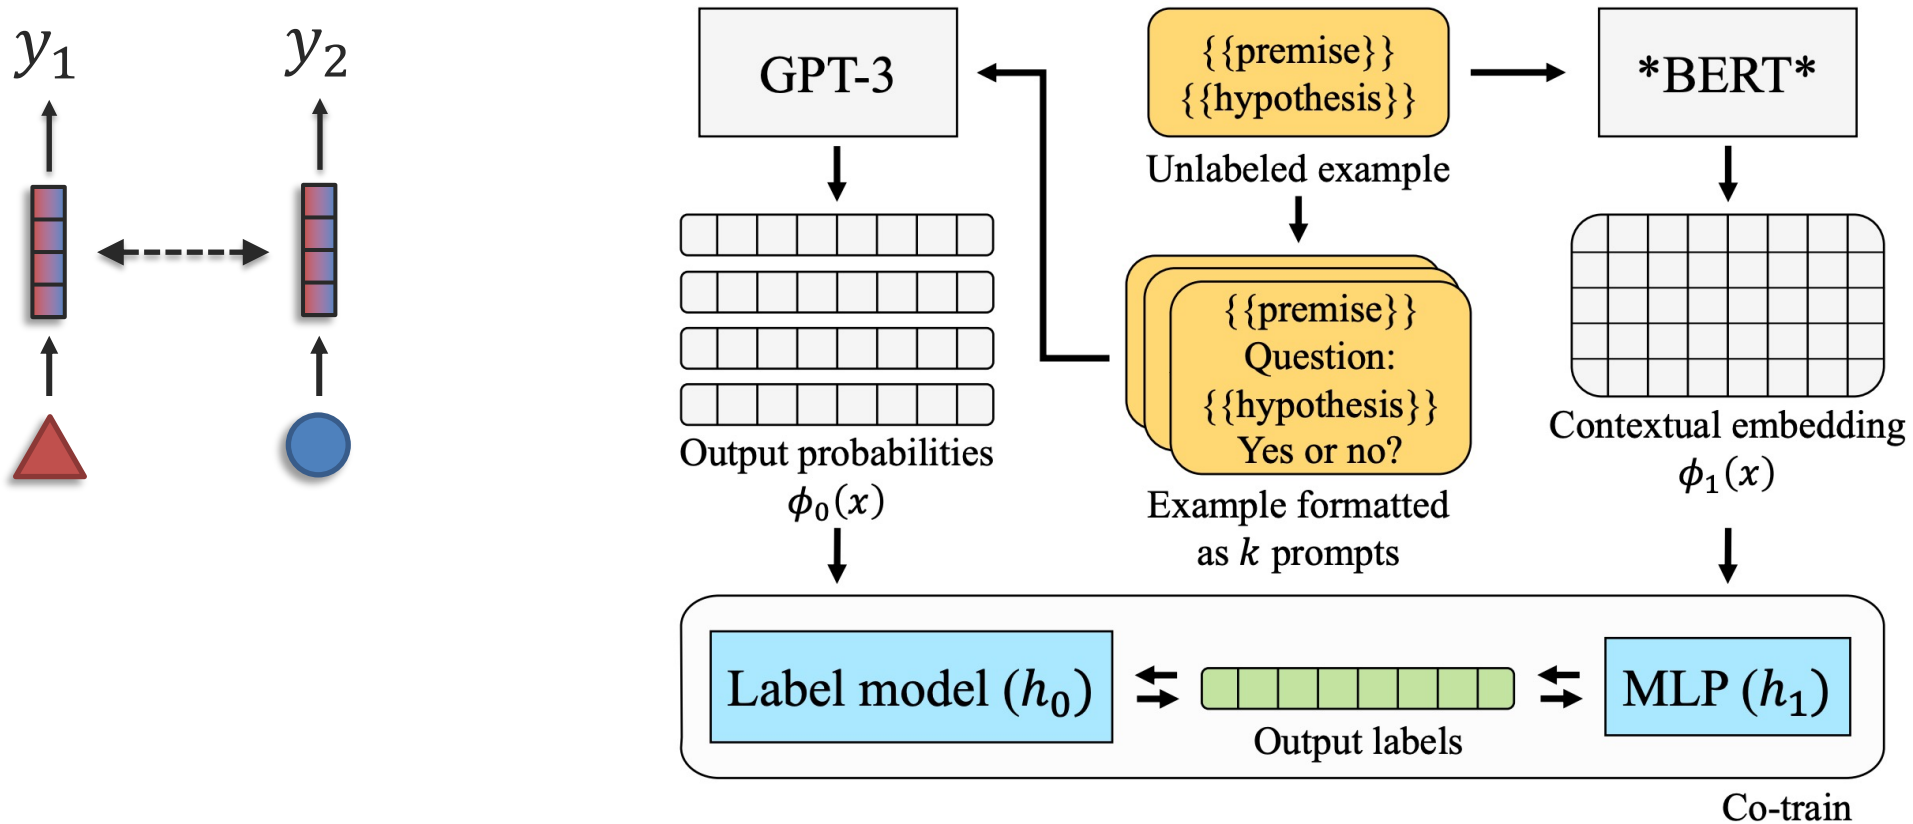 y₁
y₂
GPT-3
{{premise}}
{{hypothesis}}
*BERT*
Unlabeled example
{{premise}}
Question:
{{hypothesis}}
Yes or no?
Output probabilities
ϕ₀(x)
Example formatted
as k prompts
Contextual embedding
ϕ₁(x)
Label model (h₀)
Output labels
MLP (h₁)
Co-train